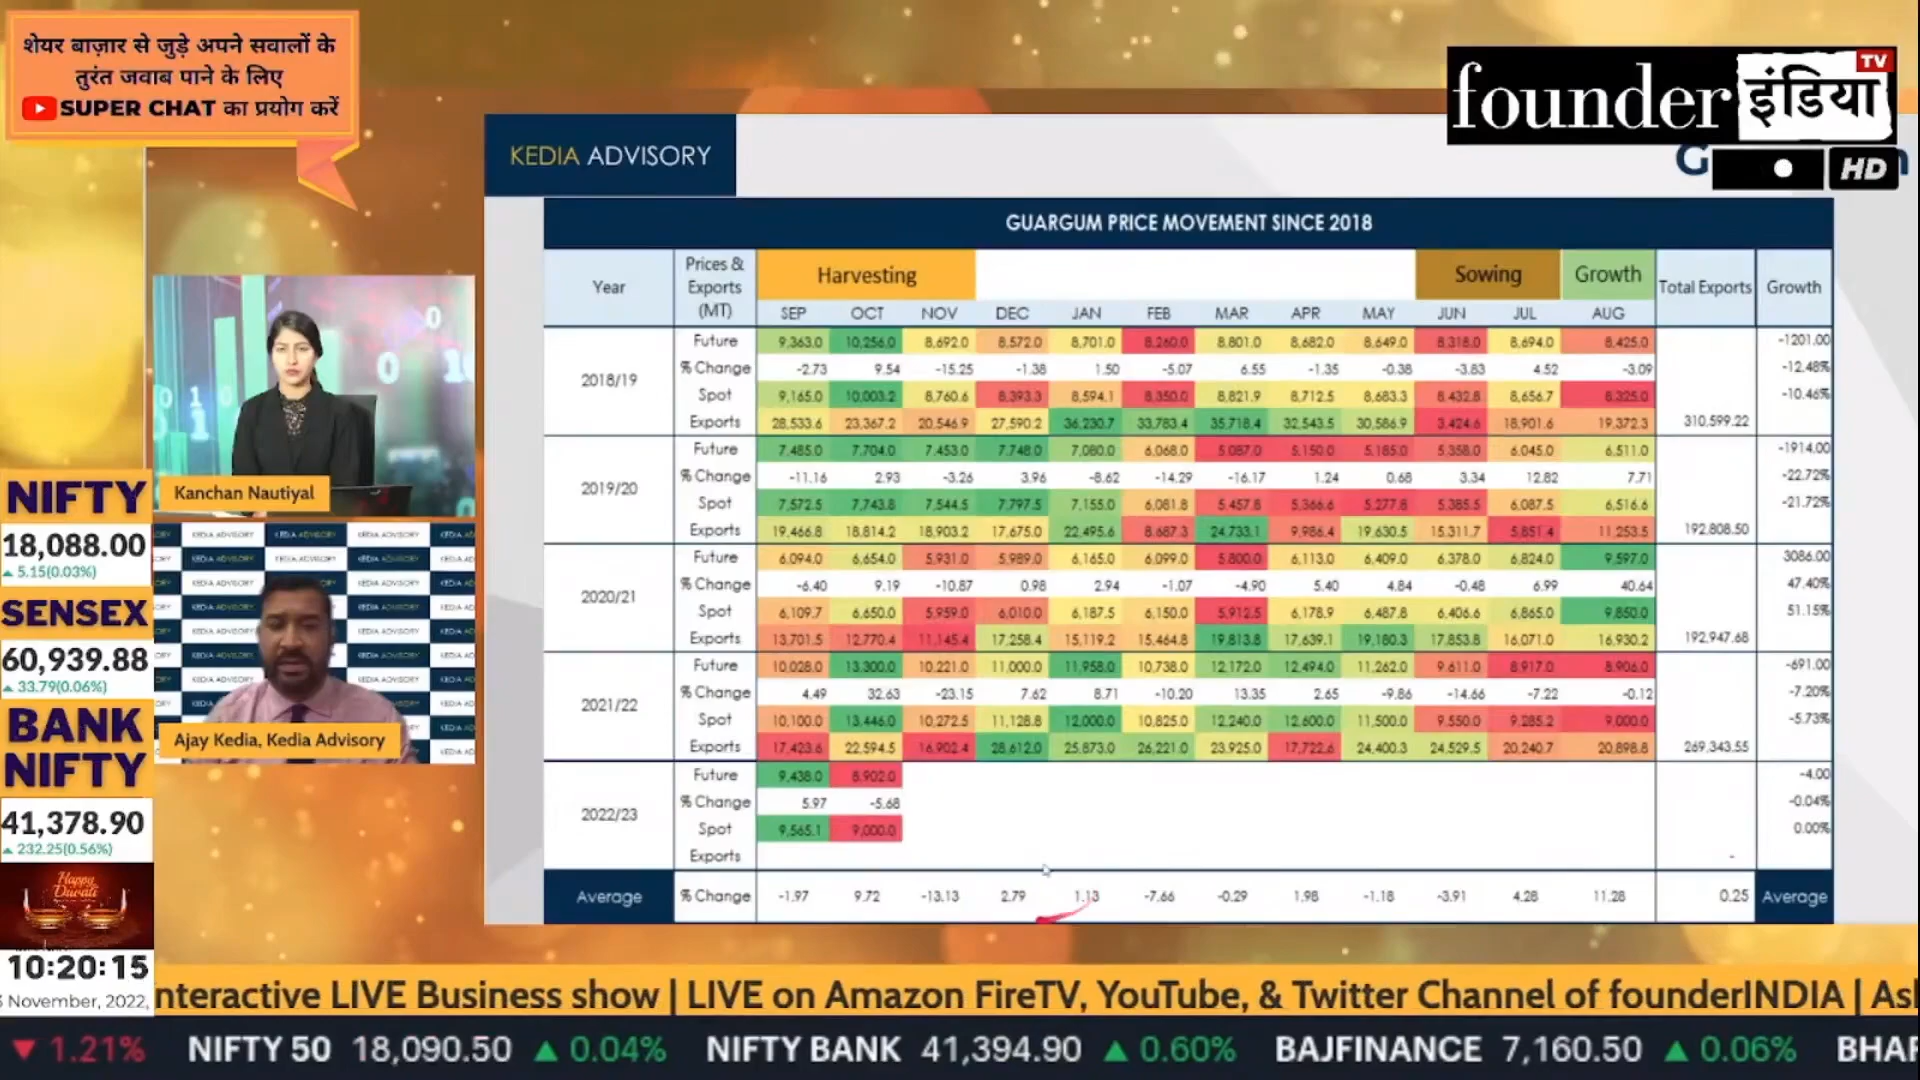 शेयर बाज़ार से जुड़े अपने सवालों के
तुरंत जवाब पाने के लिए
SUPER CHAT का प्रयोग करें
founder इंडिया TV
HD
KEDIA ADVISORY
GUARGUM PRICE MOVEMENT SINCE 2018
Year Prices & Exports (MT) Harvesting Sowing Growth Total Exports Growth
SEP OCT NOV DEC JAN FEB MAR APR MAY JUN JUL AUG
2018/19
Future 9,363.0 10,256.0 8,692.0 8,572.0 8,701.0 8,260.0 8,801.0 8,682.0 8,649.0 8,318.0 8,694.0 8,425.0 -1201.00
% Change -2.73 9.54 -15.25 -1.38 1.50 -5.07 6.55 -1.35 -0.38 -3.83 4.52 -3.09 -12.48%
Spot 9,165.0 10,003.2 8,760.6 8,393.3 8,594.1 8,350.0 8,821.9 8,712.5 8,683.3 8,432.8 8,656.7 8,325.0 -10.46%
Exports 28,533.6 23,367.2 20,546.9 27,590.2 36,230.7 33,783.4 35,718.4 32,543.5 30,586.9 3,424.6 18,901.6 19,372.3 310,599.22
2019/20
Future 7,485.0 7,704.0 7,453.0 7,748.0 7,080.0 6,068.0 5,087.0 5,150.0 5,185.0 5,358.0 6,045.0 6,511.0 -1914.00
% Change -11.16 2.93 -3.26 3.96 -8.62 -14.29 -16.17 1.24 0.68 3.34 12.82 7.71 -22.72%
Spot 7,572.5 7,743.8 7,544.5 7,797.5 7,155.0 6,081.8 5,457.8 5,366.6 5,277.8 5,385.5 6,087.5 6,516.6 -21.72%
Exports 19,466.8 18,814.2 18,903.2 17,675.0 22,495.6 8,687.3 24,733.1 9,986.4 19,630.5 15,311.7 5,851.4 11,253.5 192,808.50
2020/21
Future 6,094.0 6,654.0 5,931.0 5,989.0 6,165.0 6,099.0 5,800.0 6,113.0 6,409.0 6,378.0 6,824.0 9,597.0 3086.00
% Change -6.40 9.19 -10.87 0.98 2.94 -1.07 -4.90 5.40 4.84 -0.48 6.99 40.64 47.40%
Spot 6,109.7 6,650.0 5,959.0 6,010.0 6,187.5 6,150.0 5,912.5 6,178.9 6,487.8 6,406.6 6,865.0 9,850.0 51.15%
Exports 13,701.5 12,770.4 11,145.4 17,258.4 15,119.2 15,464.8 19,813.8 17,639.1 19,180.3 17,853.8 16,071.0 16,930.2 192,947.68
2021/22
Future 10,028.0 13,300.0 10,221.0 11,000.0 11,958.0 10,738.0 12,172.0 12,494.0 11,262.0 9,611.0 8,917.0 8,906.0 -691.00
% Change 4.49 32.63 -23.15 7.62 8.71 -10.20 13.35 2.65 -9.86 -14.66 -7.22 -0.12 -7.20%
Spot 10,100.0 13,446.0 10,272.5 11,128.8 12,000.0 10,825.0 12,240.0 12,600.0 11,500.0 9,550.0 9,285.2 9,000.0 -5.73%
Exports 17,423.6 22,594.5 16,902.4 28,612.0 25,873.0 26,221.0 23,925.0 17,722.6 24,400.3 24,529.5 20,240.7 20,898.8 269,343.55
2022/23
Future 9,438.0 8,902.0 -4.00
% Change 5.97 -5.68 -0.04%
Spot 9,565.1 9,000.0 0.00%
Exports -
Average % Change -1.97 9.72 -13.13 2.79 1.13 -7.66 -0.29 1.98 -1.18 -3.91 4.28 11.28 0.25 Average
Kanchan Nautiyal
Ajay Kedia, Kedia Advisory
NIFTY
18,088.00
▲ 5.15(0.03%)
SENSEX
60,939.88
▲ 33.79(0.06%)
BANK
NIFTY
41,378.90
▲ 232.25(0.56%)
Happy
Diwali
10:20:15
November, 2022,
nteractive LIVE Business show | LIVE on Amazon FireTV, YouTube, & Twitter Channel of founderINDIA | As
▼ 1.21% NIFTY 50 18,090.50 ▲ 0.04% NIFTY BANK 41,394.90 ▲ 0.60% BAJFINANCE 7,160.50 ▲ 0.06% BHAR